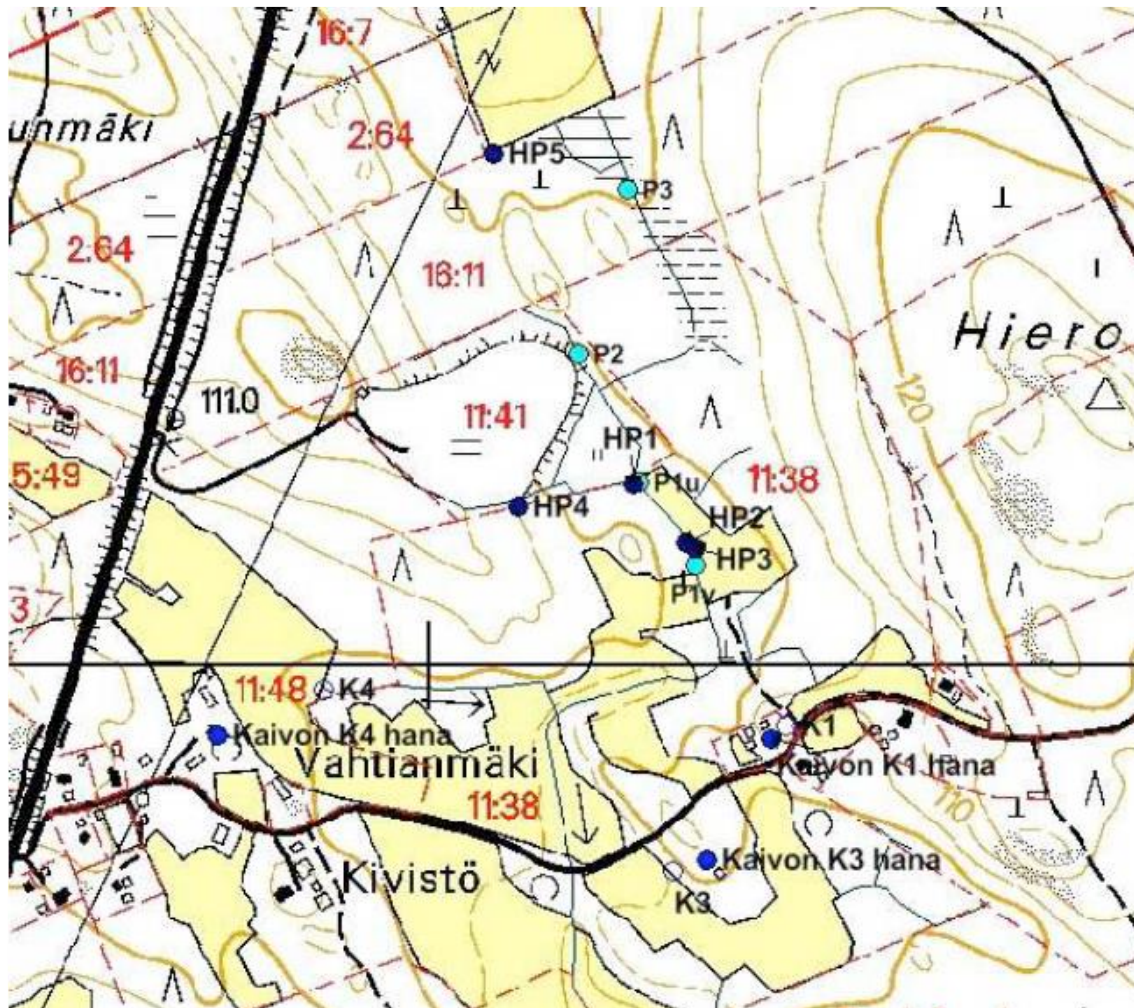 16:7
unmäki
2:64
HP5
P3
2:64
16:11
Hiero
P2
16:11
111.0
11:41
120
HP1
5:49
P1u
11:38
HP4
HP2
HP3
P1v
3
11:48
K4
K1
Kaivon K4 hana
Vahtianmäki
Kaivon K1 hana
11:38
110
Kaivon K3 hana
Kivistö
K3